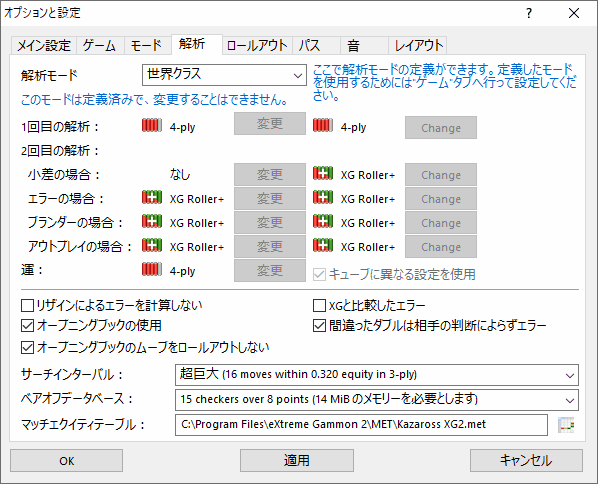 オプションと設定
メイン設定 ゲーム モード 解析 ロールアウト パス 音 レイアウト
解析モード 世界クラス
ここで解析モードの定義ができます。定義したモードを使用するためには"ゲーム"タブへ行って設定してください。
このモードは定義済みで、変更することはできません。
1回目の解析： 4-ply 変更 4-ply Change
2回目の解析：
小差の場合： なし 変更 XG Roller+ Change
エラーの場合： XG Roller+ 変更 XG Roller+ Change
ブランダーの場合： XG Roller+ 変更 XG Roller+ Change
アウトプレイの場合： XG Roller+ 変更 XG Roller+ Change
運： 4-ply 変更 キューブに異なる設定を使用
リザインによるエラーを計算しない XGと比較したエラー
オープニングブックの使用 間違ったダブルは相手の判断によらずエラー
オープニングブックのムーブをロールアウトしない
サーチインターバル： 超巨大 (16 moves within 0.320 equity in 3-ply)
ベアオフデータベース： 15 checkers over 8 points (14 MiB のメモリーを必要とします)
マッチエクイティテーブル： C:\Program Files\eXtreme Gammon 2\MET\Kazaross XG2.met
OK 適用 キャンセル